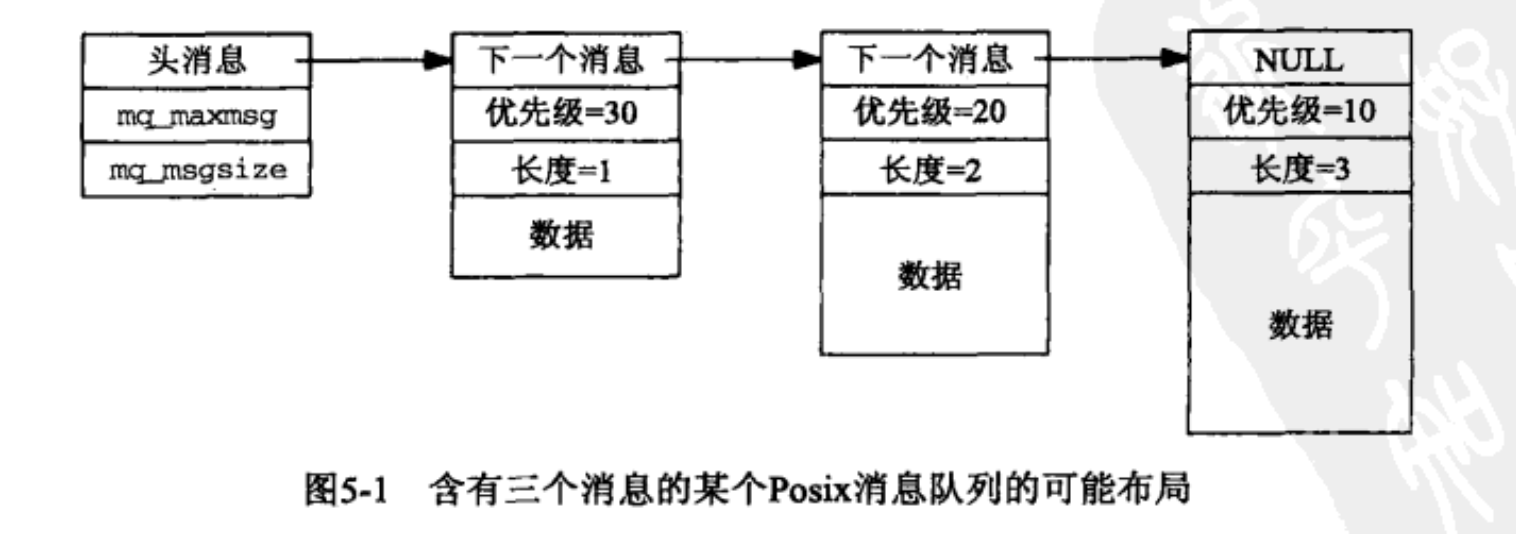 头消息 下一个消息 下一个消息 NULL
mq_maxmsg 优先级=30 优先级=20 优先级=10
mq_msgsize 长度=1 长度=2 长度=3
数据
数据
数据
图5-1 含有三个消息的某个Posix消息队列的可能布局